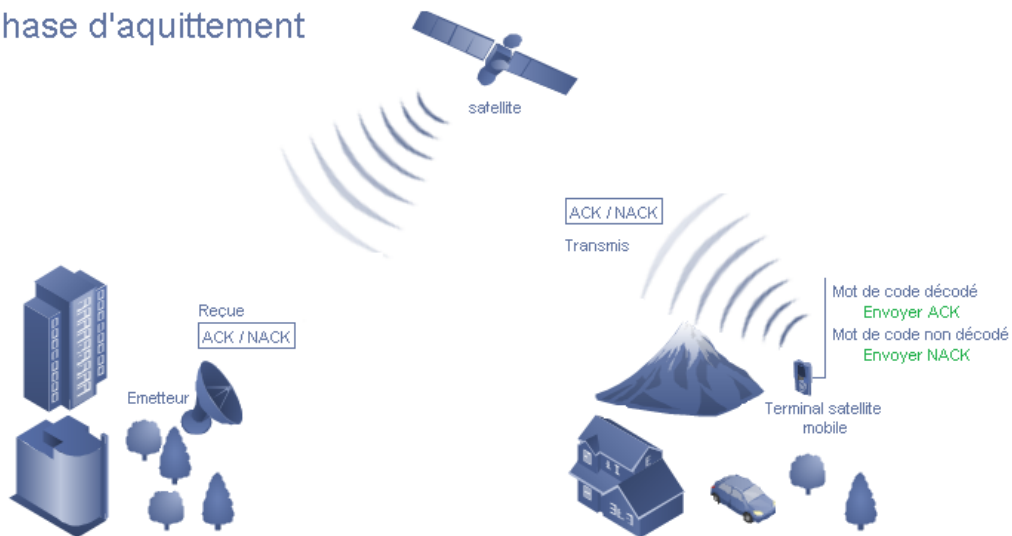 hase d'aquittement
satellite
ACK / NACK
Transmis
Mot de code décodé
Envoyer ACK
Mot de code non décodé
Envoyer NACK
Reçue
ACK / NACK
Emetteur
Terminal satellite
mobile